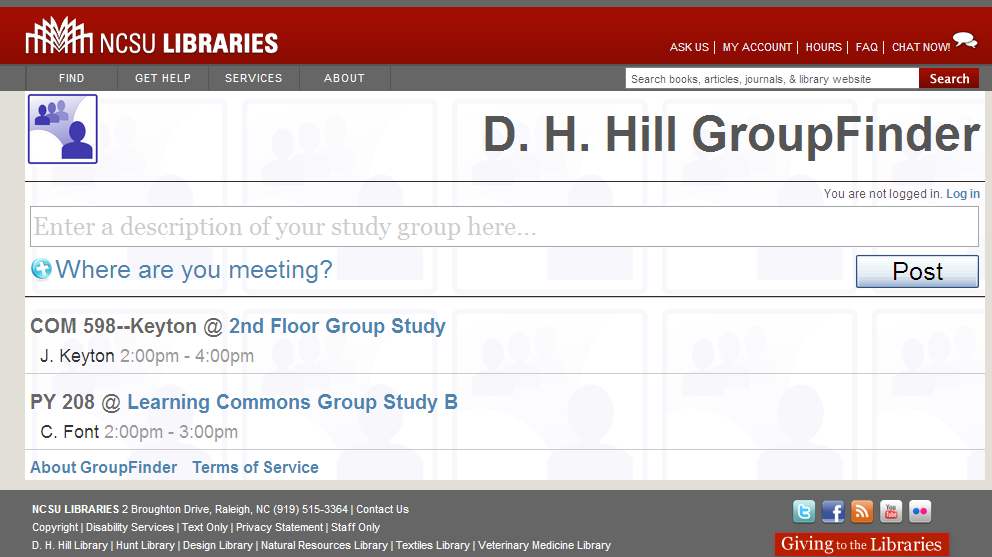 NCSU LIBRARIES
ASK US | MY ACCOUNT | HOURS | FAQ | CHAT NOW!
FIND GET HELP SERVICES ABOUT
Search books, articles, journals, & library website Search
D. H. Hill GroupFinder
You are not logged in. Log in
Enter a description of your study group here...
Where are you meeting? Post
COM 598--Keyton @ 2nd Floor Group Study
J. Keyton 2:00pm - 4:00pm
PY 208 @ Learning Commons Group Study B
C. Font 2:00pm - 3:00pm
About GroupFinder Terms of Service
NCSU LIBRARIES 2 Broughton Drive, Raleigh, NC (919) 515-3364 | Contact Us
Copyright | Disability Services | Text Only | Privacy Statement | Staff Only
D. H. Hill Library | Hunt Library | Design Library | Natural Resources Library | Textiles Library | Veterinary Medicine Library
You Tube
Giving to the Libraries